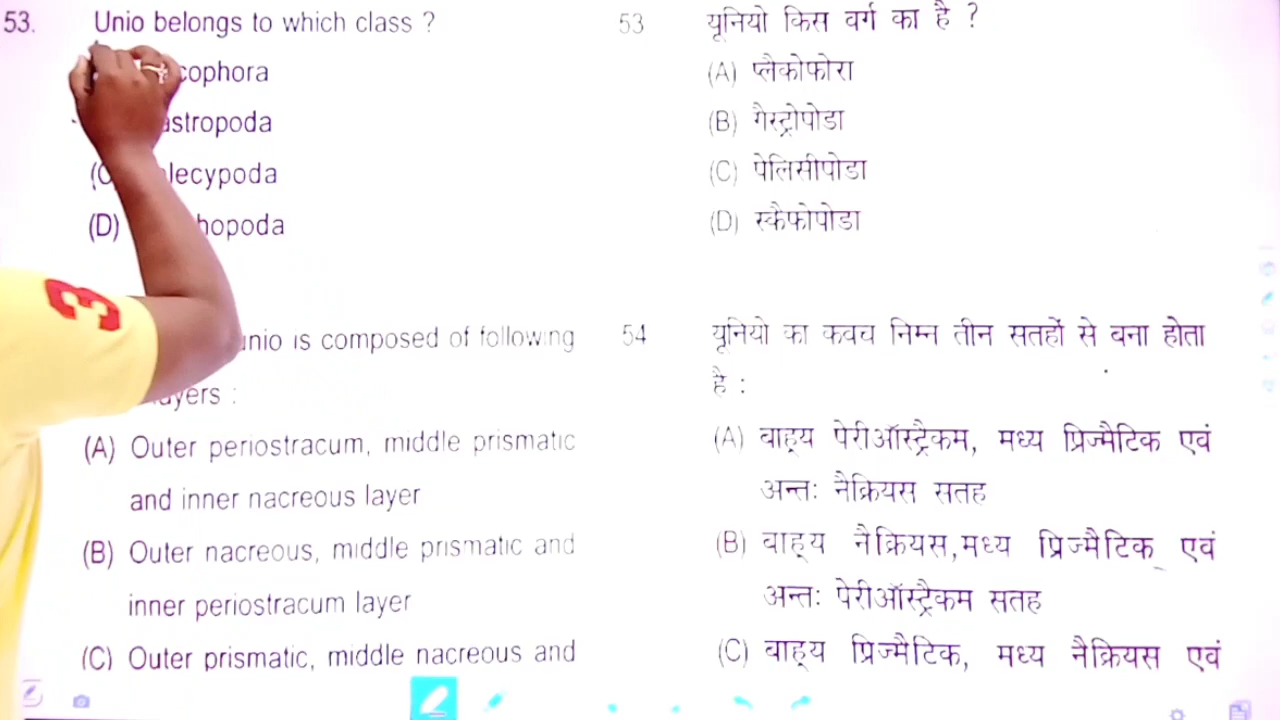 53. Unio belongs to which class ?
cophora
astropoda
lecypoda
(D) hopoda
unio is composed of following
ayers :
(A) Outer periostracum, middle prismatic
and inner nacreous layer
(B) Outer nacreous, middle prismatic and
inner periostracum layer
(C) Outer prismatic, middle nacreous and
53 यूनियो किस वर्ग का है ?
(A) प्लैकोफोरा
(B) गैस्ट्रोपोडा
(C) पेलिसीपोडा
(D) स्कैफोपोडा
54 यूनियो का कवच निम्न तीन सतहों से बना होता
है :
(A) वाह्य पेरीऑस्ट्रैकम, मध्य प्रिज्मैटिक एवं
अन्तः नैक्रियस सतह
(B) वाह्य नैक्रियस,मध्य प्रिज्मैटिक् एवं
अन्तः पेरीऑस्ट्रैकम सतह
(C) वाह्य प्रिज्मैटिक, मध्य नैक्रियस एवं
3